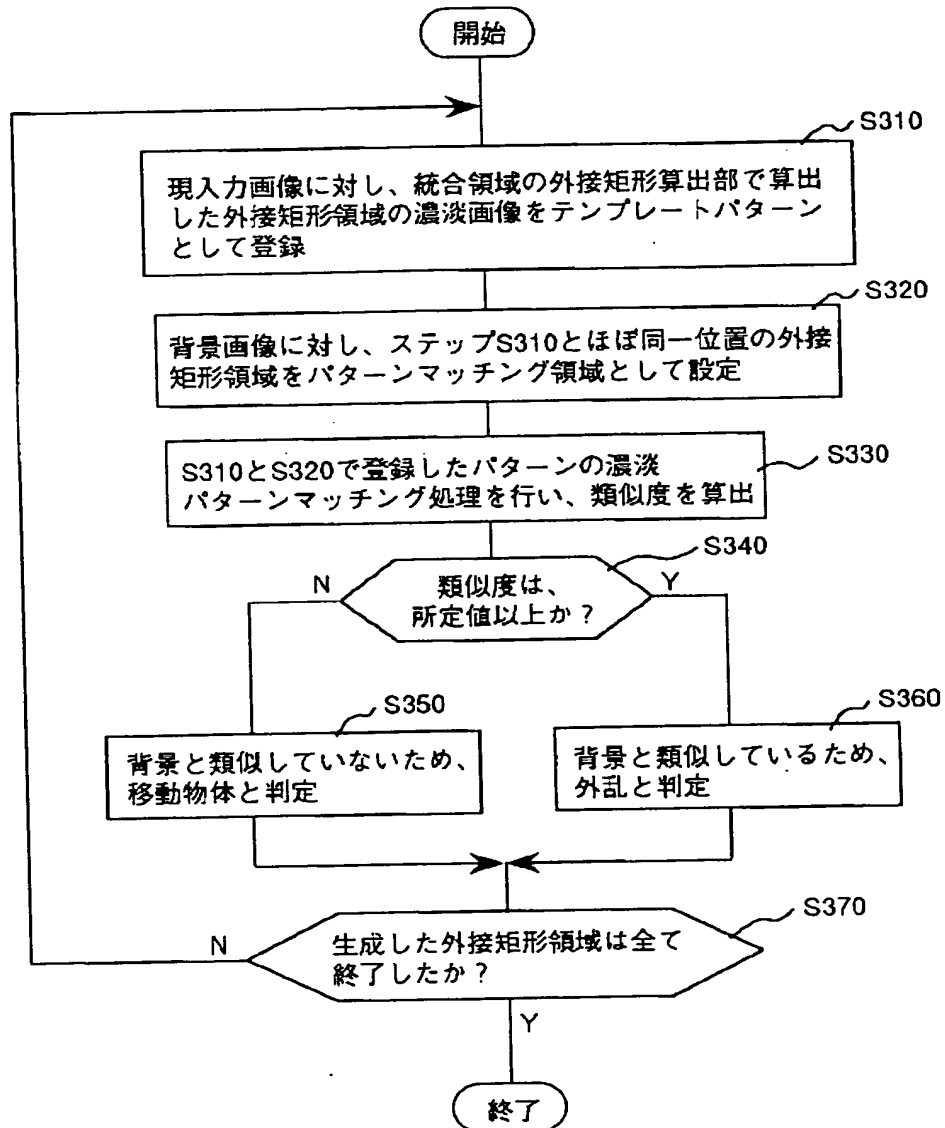 開始
S310
現入力画像に対し、統合領域の外接矩形算出部で算出
した外接矩形領域の濃淡画像をテンプレートパターン
として登録
S320
背景画像に対し、ステップS310とほぼ同一位置の外接
矩形領域をパターンマッチング領域として設定
S330
S310とS320で登録したパターンの濃淡
パターンマッチング処理を行い、類似度を算出
S340
N
類似度は、
所定値以上か？
Y
S350
背景と類似していないため、
移動物体と判定
S360
背景と類似しているため、
外乱と判定
S370
N
生成した外接矩形領域は全て
終了したか？
Y
終了